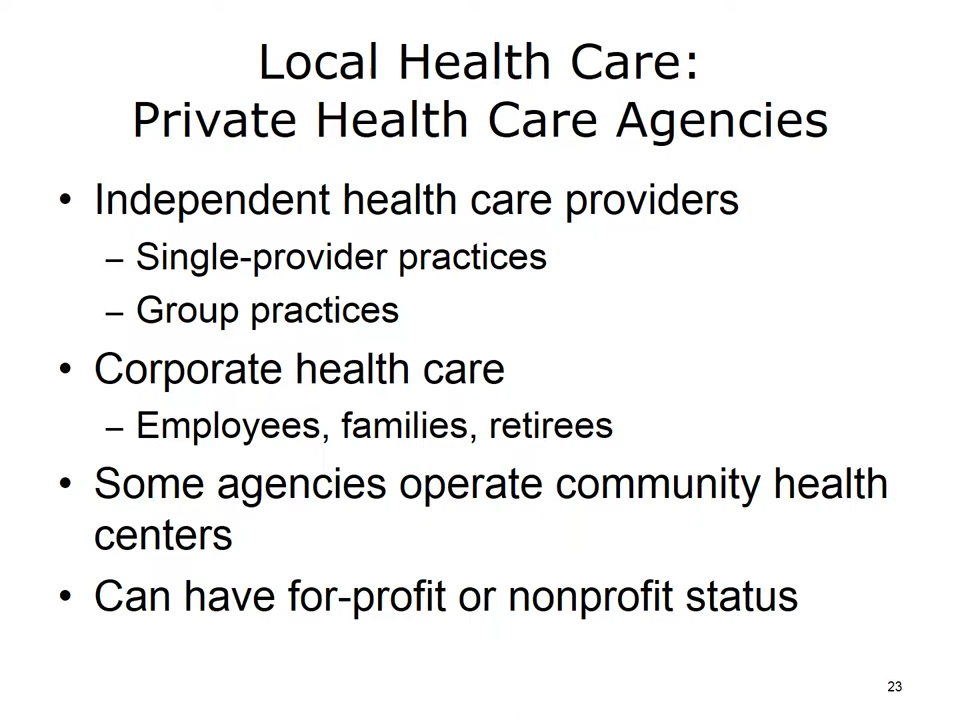 Local Health Care:
Private Health Care Agencies
• Independent health care providers
– Single-provider practices
– Group practices
• Corporate health care
– Employees, families, retirees
• Some agencies operate community health
centers
• Can have for-profit or nonprofit status
23